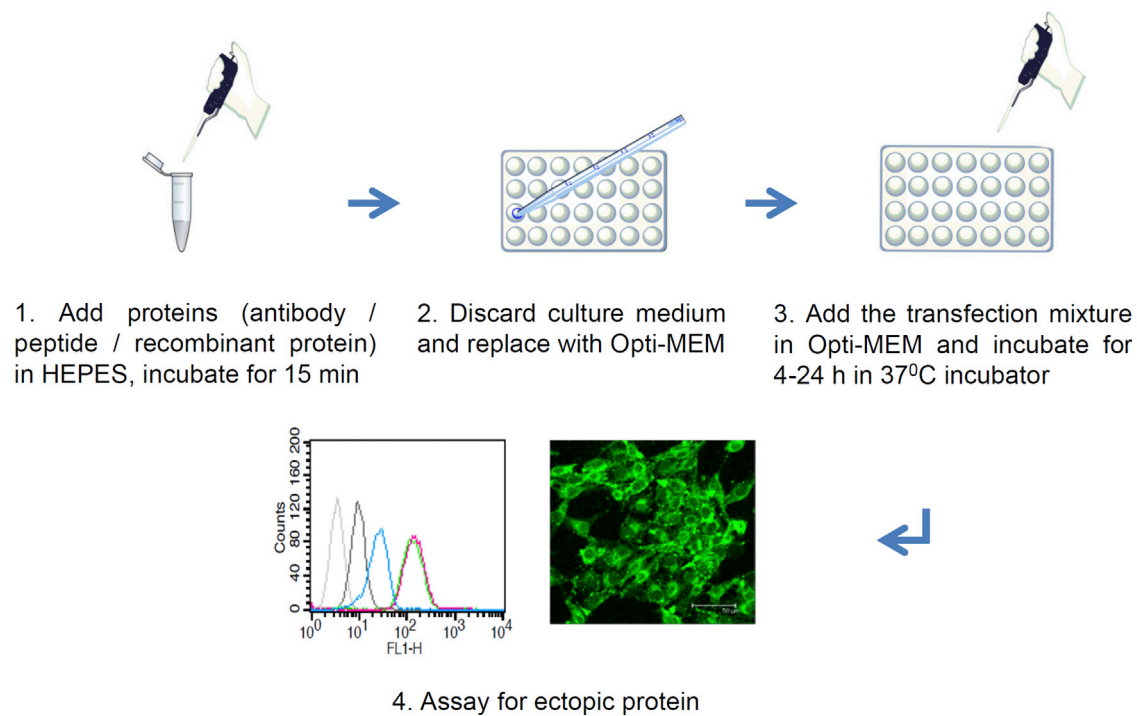 1. Add proteins (antibody /
peptide / recombinant protein)
in HEPES, incubate for 15 min
2. Discard culture medium
and replace with Opti-MEM
3. Add the transfection mixture
in Opti-MEM and incubate for
4-24 h in 37⁰C incubator
200
160
120
80
40
0
Counts
10⁰ 10¹ 10² 10³ 10⁴
FL1-H
50 µm
4. Assay for ectopic protein